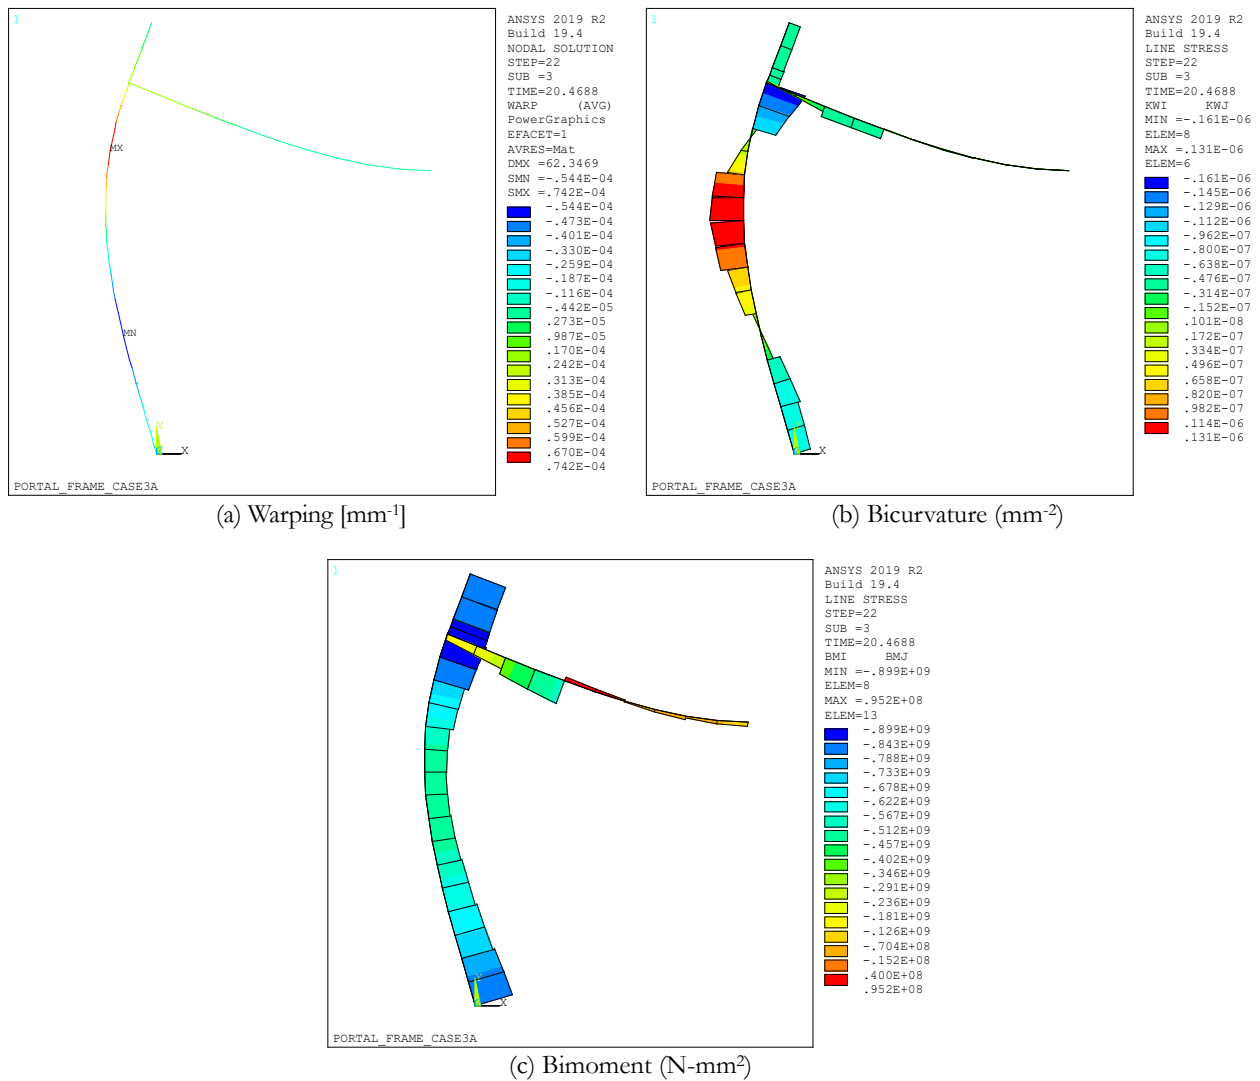 1
MX
MN
Y
Z
X
PORTAL_FRAME_CASE3A
ANSYS 2019 R2
Build 19.4
NODAL SOLUTION
STEP=22
SUB =3
TIME=20.4688
WARP     (AVG)
PowerGraphics
EFACET=1
AVRES=Mat
DMX =62.3469
SMN =-.544E-04
SMX =.742E-04
-.544E-04
-.473E-04
-.401E-04
-.330E-04
-.259E-04
-.187E-04
-.116E-04
-.442E-05
.273E-05
.987E-05
.170E-04
.242E-04
.313E-04
.385E-04
.456E-04
.527E-04
.599E-04
.670E-04
.742E-04
(a) Warping [mm⁻¹]
1
X
PORTAL_FRAME_CASE3A
ANSYS 2019 R2
Build 19.4
LINE STRESS
STEP=22
SUB =3
TIME=20.4688
KWI     KWJ
MIN =-.161E-06
ELEM=8
MAX =.131E-06
ELEM=6
-.161E-06
-.145E-06
-.129E-06
-.112E-06
-.962E-07
-.800E-07
-.638E-07
-.476E-07
-.314E-07
-.152E-07
.101E-08
.172E-07
.334E-07
.496E-07
.658E-07
.820E-07
.982E-07
.114E-06
.131E-06
(b) Bicurvature (mm⁻²)
1
X
PORTAL_FRAME_CASE3A
ANSYS 2019 R2
Build 19.4
LINE STRESS
STEP=22
SUB =3
TIME=20.4688
BMI     BMJ
MIN =-.899E+09
ELEM=8
MAX =.952E+08
ELEM=13
-.899E+09
-.843E+09
-.788E+09
-.733E+09
-.678E+09
-.622E+09
-.567E+09
-.512E+09
-.457E+09
-.402E+09
-.346E+09
-.291E+09
-.236E+09
-.181E+09
-.126E+09
-.704E+08
-.152E+08
.400E+08
.952E+08
(c) Bimoment (N-mm²)